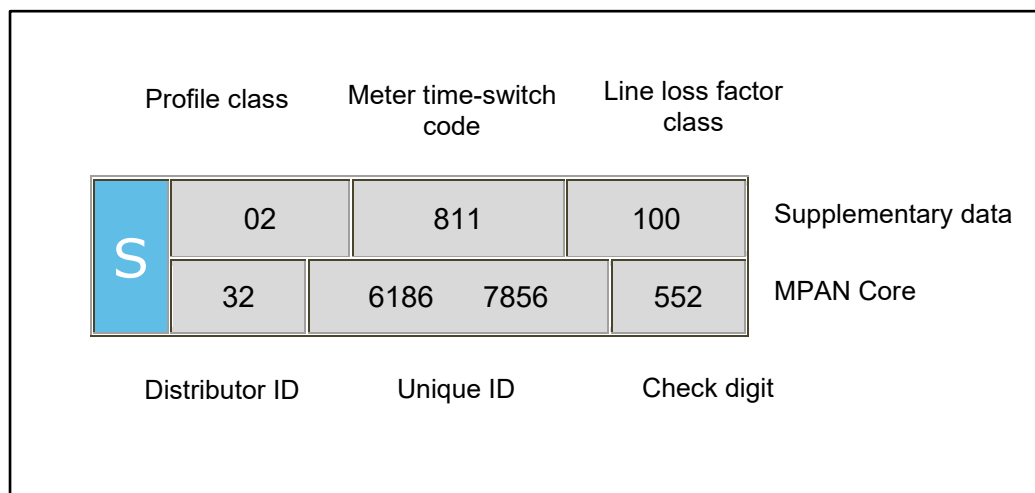 Profile class
Meter time-switch
code
Line loss factor
class
S
02
811
100
Supplementary data
32
6186 7856
552
MPAN Core
Distributor ID
Unique ID
Check digit